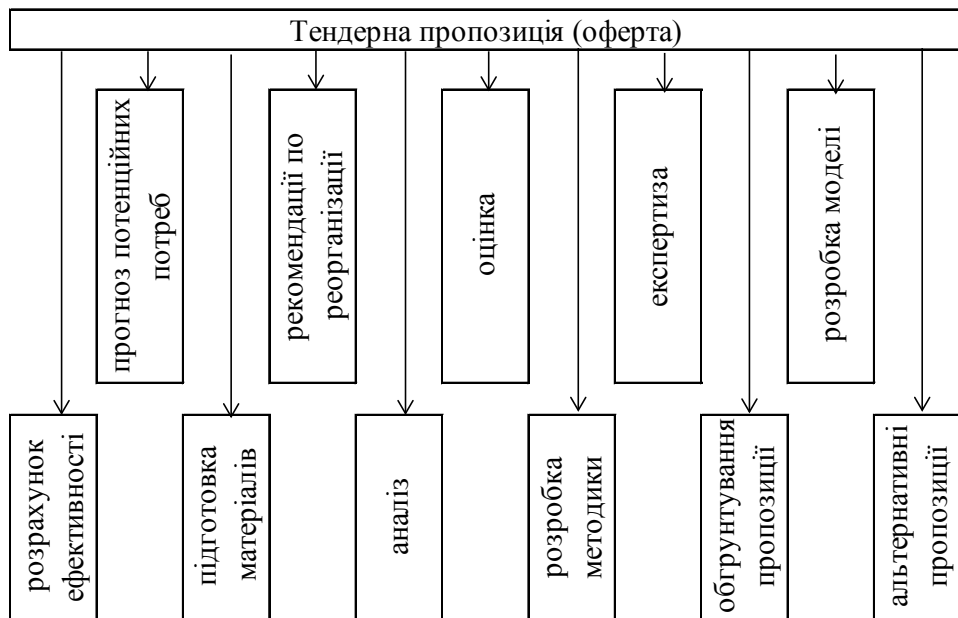 Тендерна пропозиція (оферта)
прогноз потенційних
потреб
рекомендації по
реорганізації
оцінка
експертиза
розробка моделі
розрахунок
ефективності
підготовка
матеріалів
аналіз
розробка
методики
обгрунтування
пропозиції
альтернативні
пропозиції